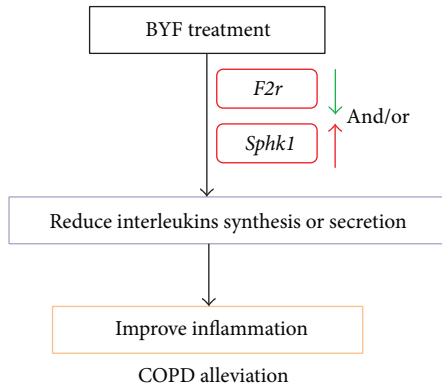 BYF treatment
F2r
And/or
Sphk1
Reduce interleukins synthesis or secretion
Improve inflammation
COPD alleviation